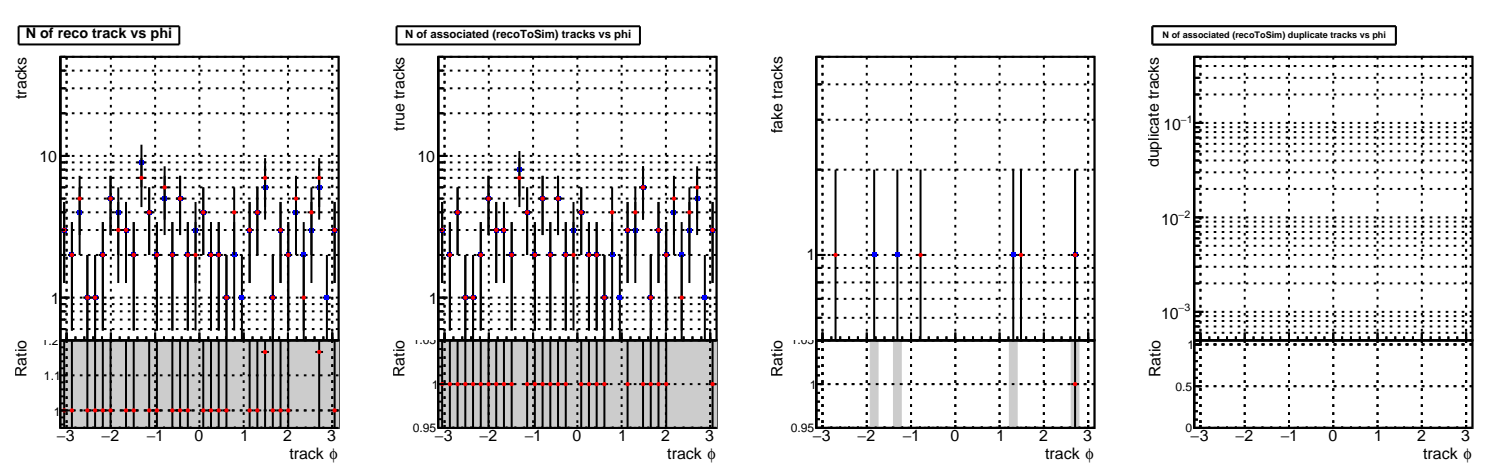 N of reco track vs phi
tracks
10
1
Ratio
1.2
1.1
1
−3 −2 −1 0 1 2 3
track ϕ
N of associated (recoToSim) tracks vs phi
true tracks
10
1
Ratio
1.05
1
0.95
−3 −2 −1 0 1 2 3
track ϕ
fake tracks
1
Ratio
1.05
1
0.95
−3 −2 −1 0 1 2 3
track ϕ
N of associated (recoToSim) duplicate tracks vs phi
duplicate tracks
10⁻¹
10⁻²
10⁻³
Ratio
1
0.5
0
−3 −2 −1 0 1 2 3
track ϕ